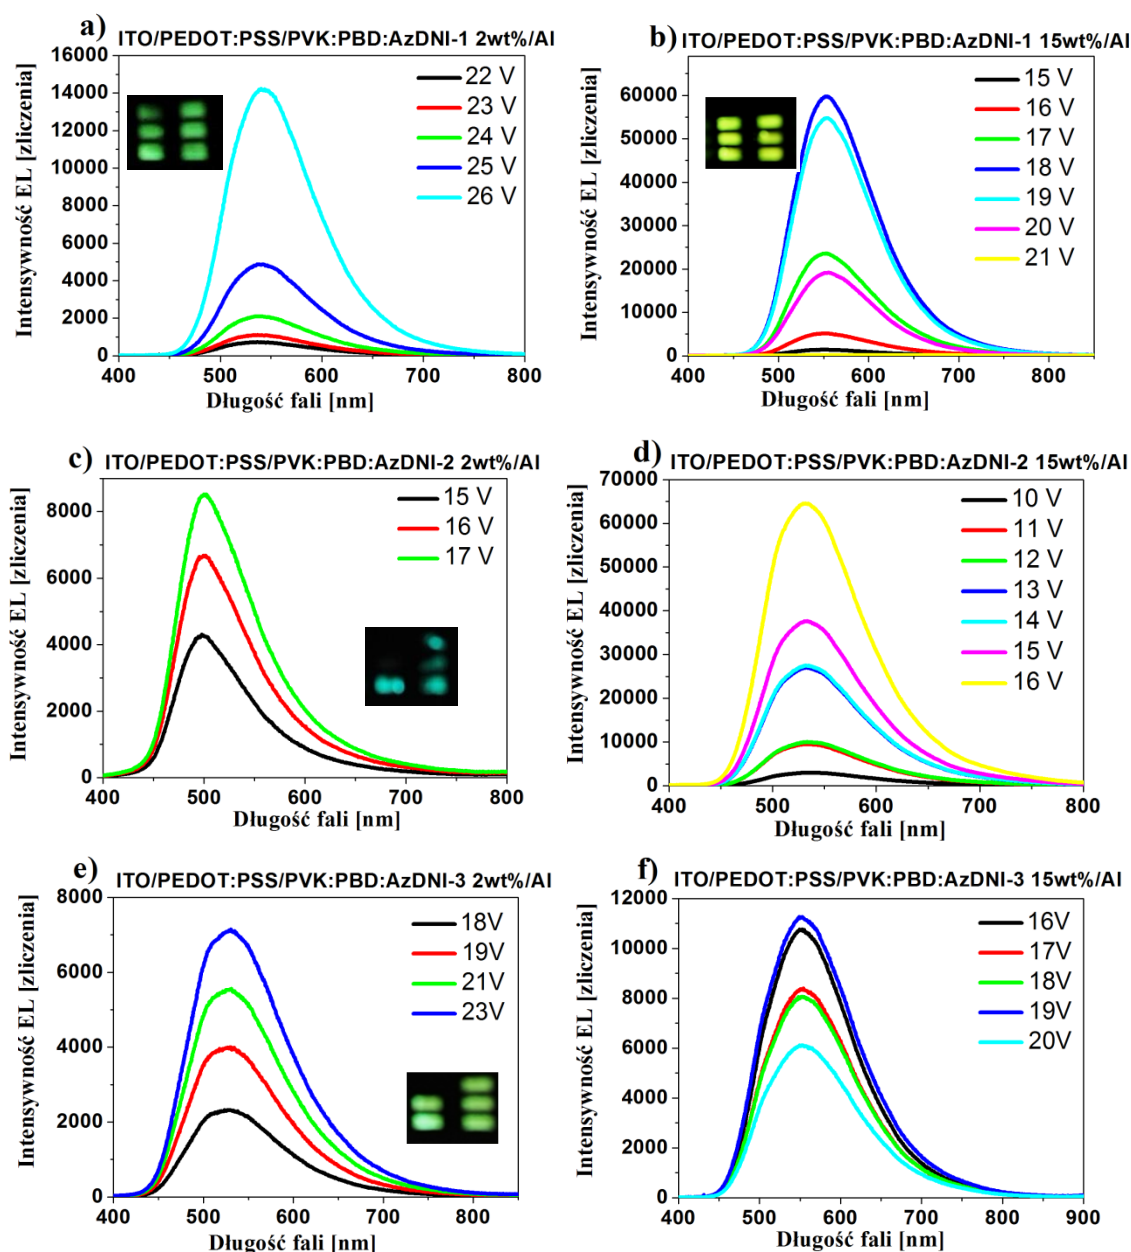 a) ITO/PEDOT:PSS/PVK:PBD:AzDNI-1 2wt%/Al
Intensywność EL [zliczenia]
16000
14000
12000
10000
8000
6000
4000
2000
0
22 V
23 V
24 V
25 V
26 V
400 500 600 700 800
Długość fali [nm]
b) ITO/PEDOT:PSS/PVK:PBD:AzDNI-1 15wt%/Al
Intensywność EL [zliczenia]
60000
50000
40000
30000
20000
10000
0
15 V
16 V
17 V
18 V
19 V
20 V
21 V
400 500 600 700 800
Długość fali [nm]
c) ITO/PEDOT:PSS/PVK:PBD:AzDNI-2 2wt%/Al
Intensywność EL [zliczenia]
8000
6000
4000
2000
0
15 V
16 V
17 V
400 500 600 700 800
Długość fali [nm]
d) ITO/PEDOT:PSS/PVK:PBD:AzDNI-2 15wt%/Al
Intensywność EL [zliczenia]
70000
60000
50000
40000
30000
20000
10000
0
10 V
11 V
12 V
13 V
14 V
15 V
16 V
400 500 600 700 800
Długość fali [nm]
e) ITO/PEDOT:PSS/PVK:PBD:AzDNI-3 2wt%/Al
Intensywność EL [zliczenia]
8000
6000
4000
2000
0
18V
19V
21V
23V
400 500 600 700 800
Długość fali [nm]
f) ITO/PEDOT:PSS/PVK:PBD:AzDNI-3 15wt%/Al
Intensywność EL [zliczenia]
12000
11000
10000
9000
8000
7000
6000
5000
4000
3000
2000
1000
0
16V
17V
18V
19V
20V
400 500 600 700 800 900
Długość fali [nm]